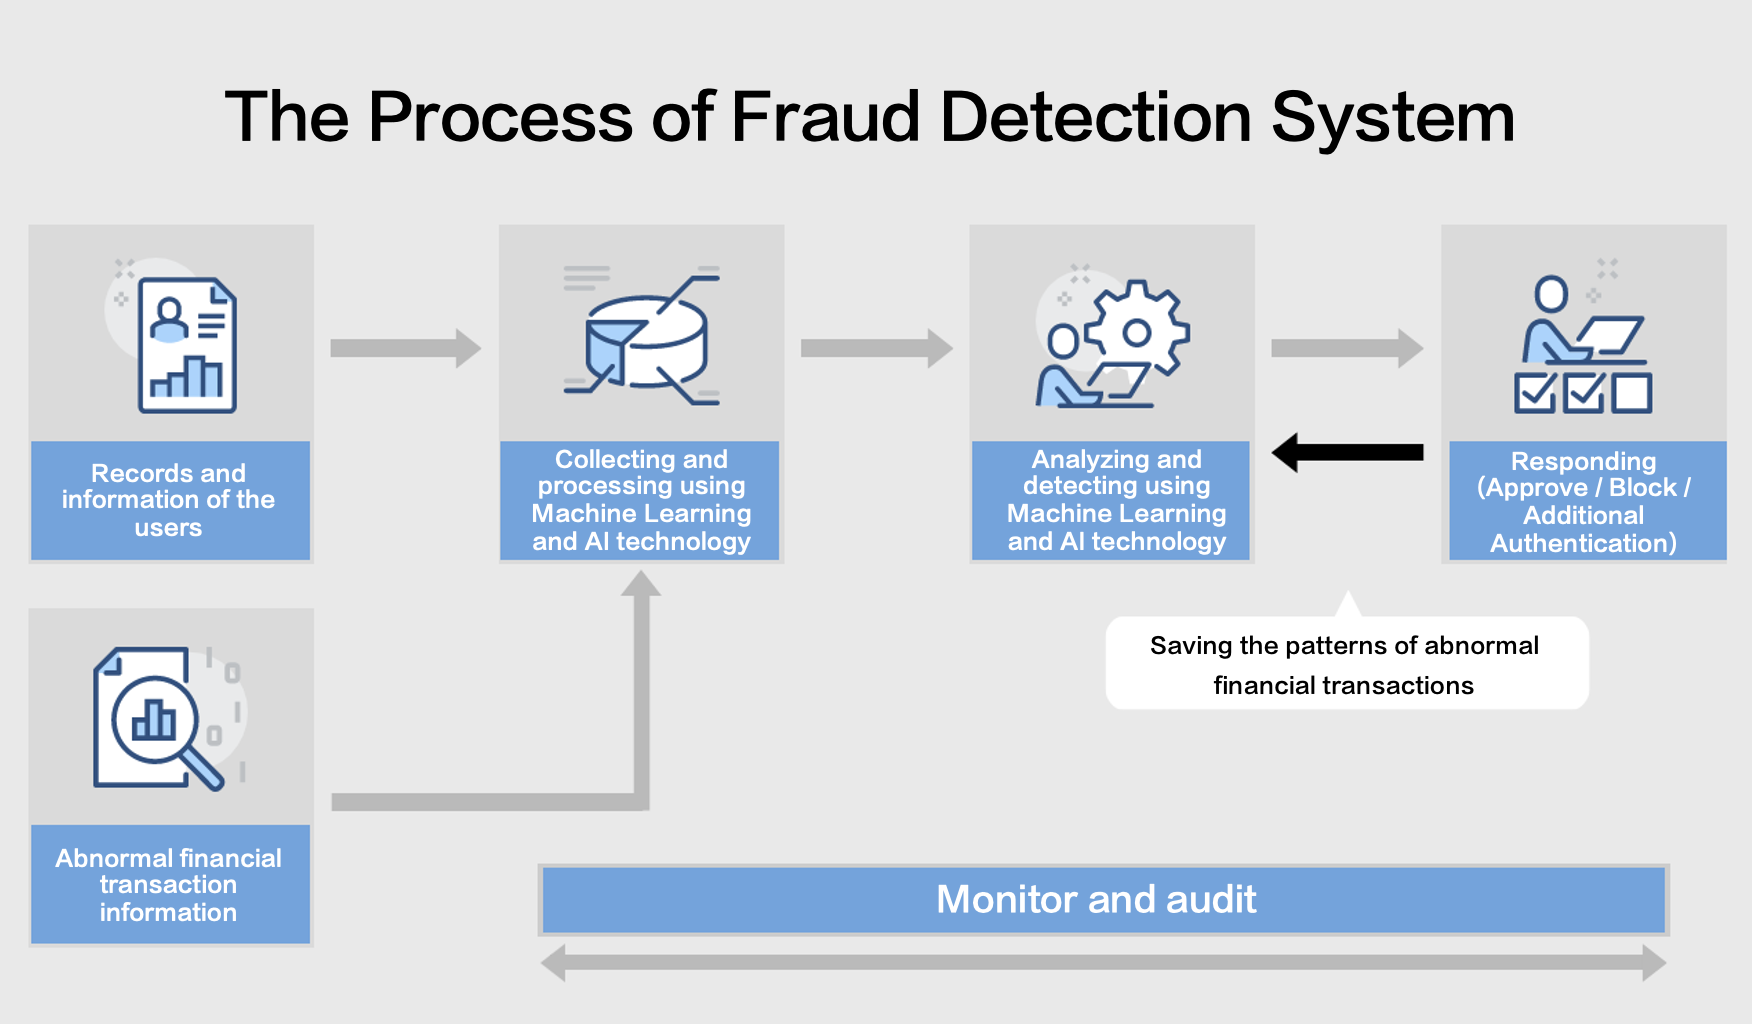 The Process of Fraud Detection System
Records and
information of the
users
Collecting and
processing using
Machine Learning
and AI technology
Analyzing and
detecting using
Machine Learning
and AI technology
Responding
(Approve / Block /
Additional
Authentication)
Saving the patterns of abnormal
financial transactions
Abnormal financial
transaction
information
Monitor and audit